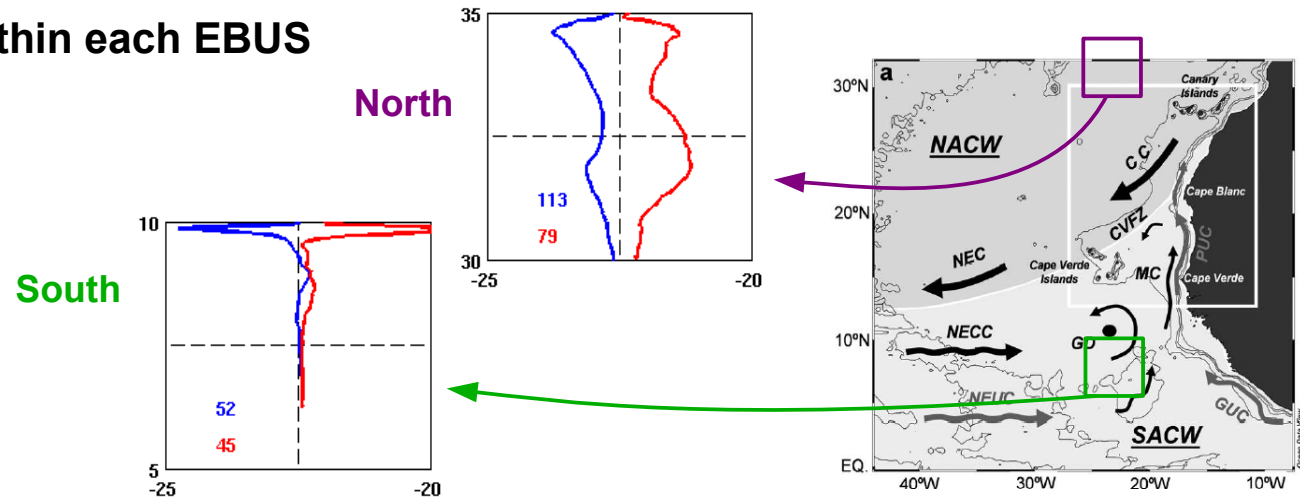 thin each EBUS
North
35
30
-25
-20
113
79
South
10
5
-25
-20
52
45
a
30ºN
20ºN
10ºN
EQ.
40ºW
30ºW
20ºW
10ºW
Canary
Islands
NACW
C C
Cape Blanc
CVFZ
PUC
NEC
Cape Verde
Islands
MC
Cape Verde
NECC
GD
NEUC
GUC
SACW